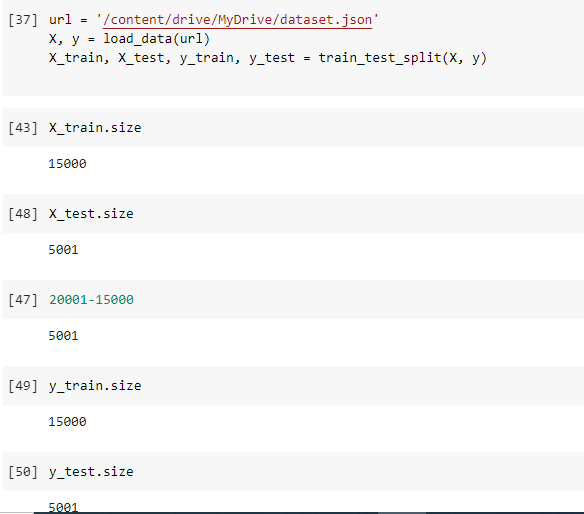 [37] url = '/content/drive/MyDrive/dataset.json'
X, y = load_data(url)
X_train, X_test, y_train, y_test = train_test_split(X, y)
[43] X_train.size
15000
[48] X_test.size
5001
[47] 20001-15000
5001
[49] y_train.size
15000
[50] y_test.size
5001